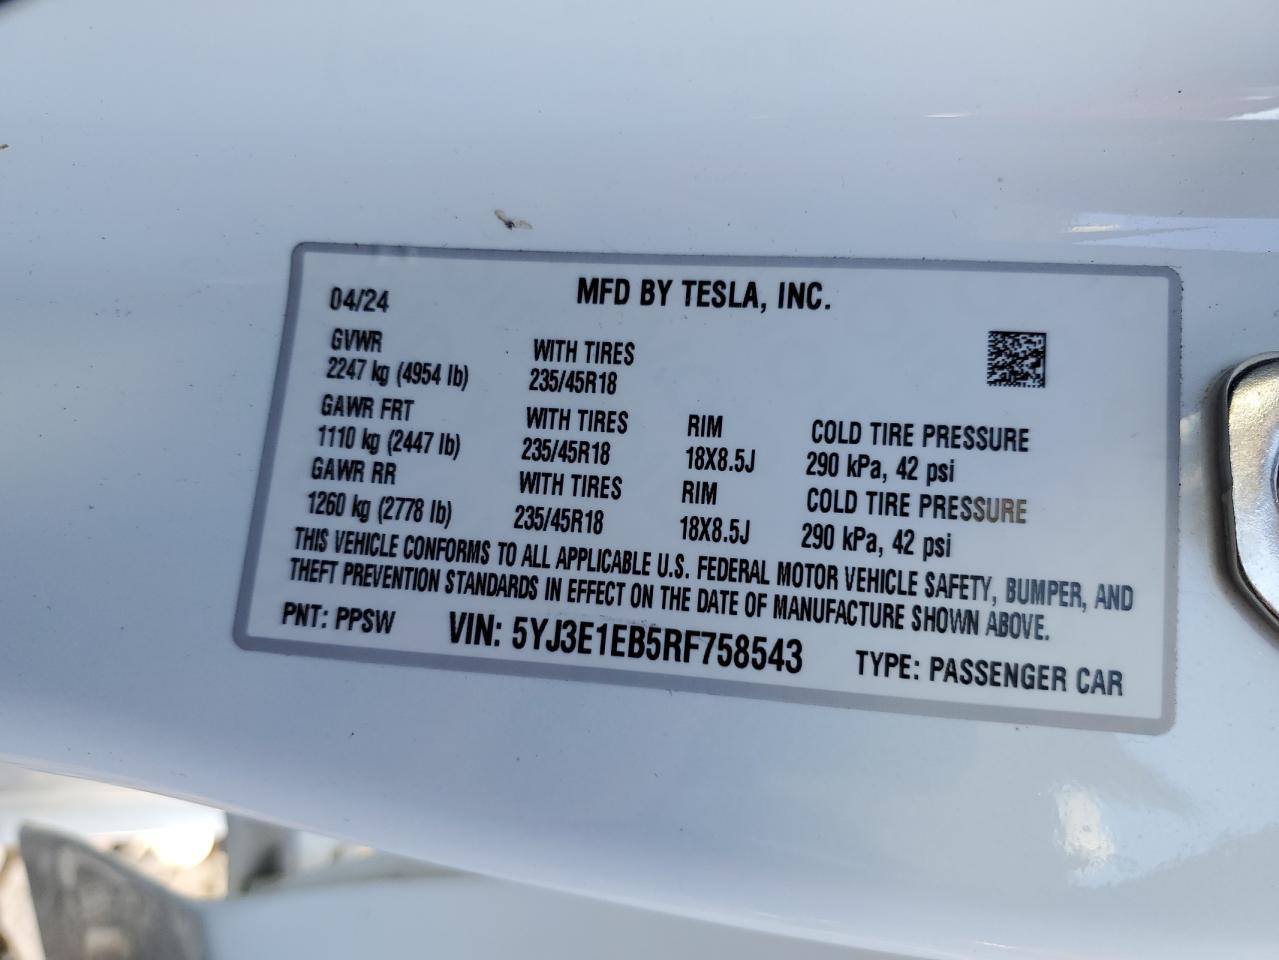 04/24 MFD BY TESLA, INC.
GVWR WITH TIRES
2247 kg (4954 lb) 235/45R18
GAWR FRT WITH TIRES RIM COLD TIRE PRESSURE
1110 kg (2447 lb) 235/45R18 18X8.5J 290 kPa, 42 psi
GAWR RR WITH TIRES RIM COLD TIRE PRESSURE
1260 kg (2778 lb) 235/45R18 18X8.5J 290 kPa, 42 psi
THIS VEHICLE CONFORMS TO ALL APPLICABLE U.S. FEDERAL MOTOR VEHICLE SAFETY, BUMPER, AND
THEFT PREVENTION STANDARDS IN EFFECT ON THE DATE OF MANUFACTURE SHOWN ABOVE.
PNT: PPSW VIN: 5YJ3E1EB5RF758543 TYPE: PASSENGER CAR